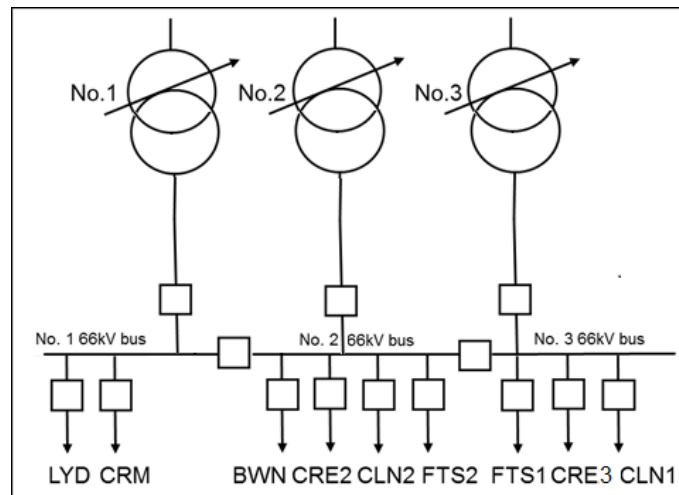 No.1
No.2
No.3
No. 1 66kV bus
No. 2 66kV bus
No. 3 66kV bus
LYD CRM BWN CRE2 CLN2 FTS2 FTS1 CRE3 CLN1